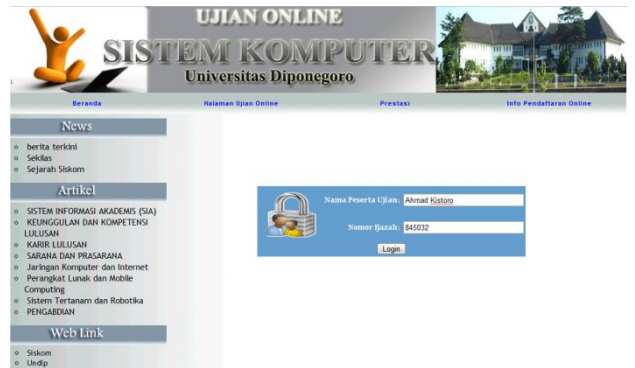 UJIAN ONLINE
SISTEM KOMPUTER
Universitas Diponegoro
Beranda
Halaman Ujian Online
Prestasi
Info Pendaftaran Online
News
berita terkini
Sekilas
Sejarah Siskom
Artikel
SISTEM INFORMASI AKADEMIS (SIA)
KEUNGGULAN DAN KOMPETENSI
LULUSAN
KARIR LULUSAN
SARANA DAN PRASARANA
Jaringan Komputer dan Internet
Perangkat Lunak dan Mobile
Computing
Sistem Tertanam dan Robotika
PENGABDIAN
Web Link
Siskom
Undip
Nama Peserta Ujian: Ahmad Kistoro
Nomor Ijazah: 845032
Login